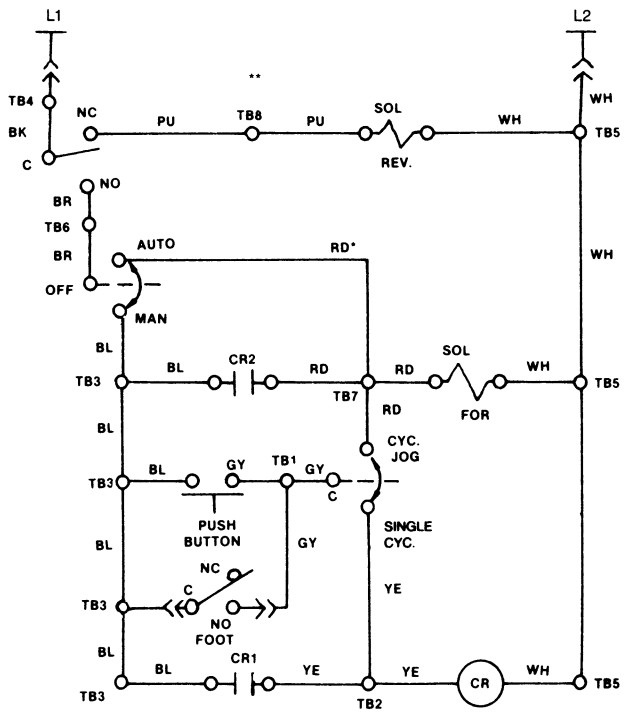 L1
L2
**
TB4
WH
NC
PU
TB8
PU
SOL
WH
TB5
BK
C
REV.
NO
BR
TB6
BR
AUTO
RD*
WH
OFF
MAN
BL
CR2
SOL
BL
RD
RD
WH
TB3
TB7
TB5
FOR
RD
BL
CYC.
JOG
BL
GY
TB1
GY
TB3
C
PUSH
BUTTON
SINGLE
CYC.
BL
GY
NC
C
YE
TB3
NO
FOOT
BL
CR1
BL
YE
YE
CR
WH
TB3
TB2
TB5